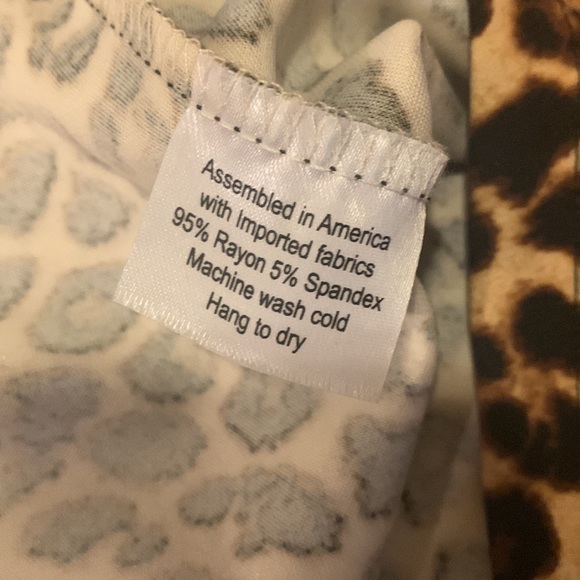 Assembled in America
with Imported fabrics
95% Rayon 5% Spandex
Machine wash cold
Hang to dry